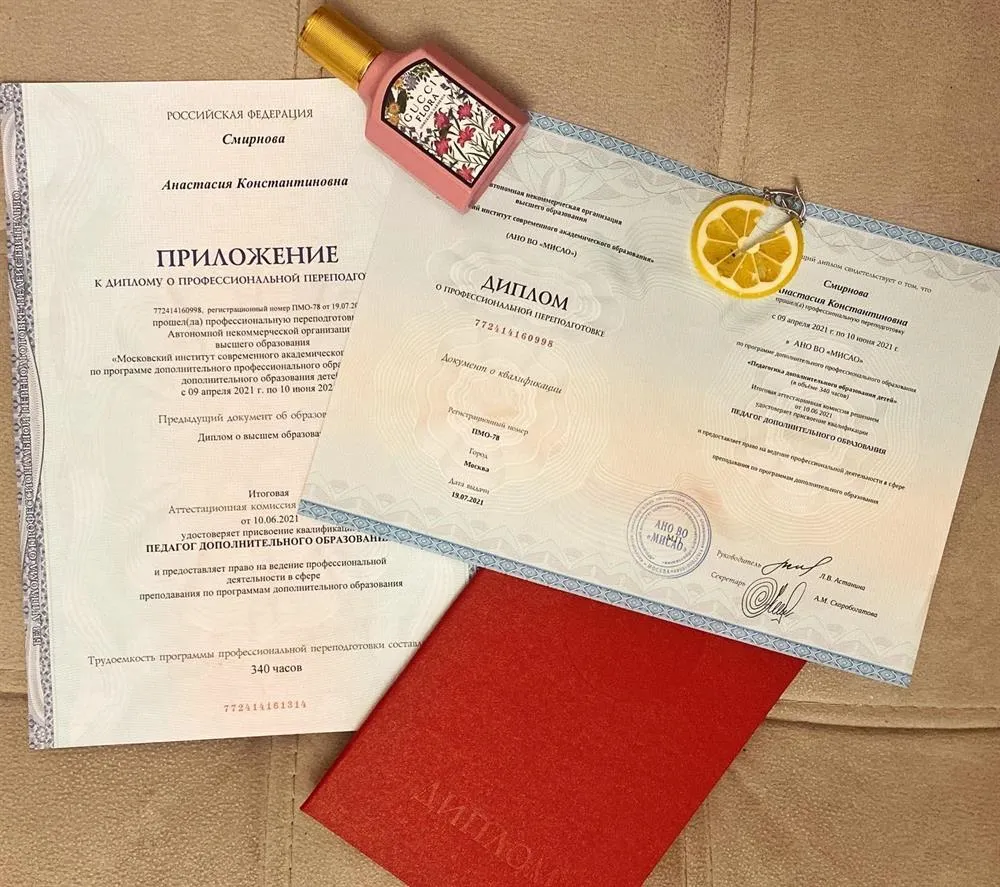 РОССИЙСКАЯ ФЕДЕРАЦИЯ
Смирнова
Анастасия Константиновна
ПРИЛОЖЕНИЕ
К ДИПЛОМУ О ПРОФЕССИОНАЛЬНОЙ ПЕРЕПОДГО
772414160998, регистрационный номер ПМО-78 от 19.07.20
прошел(ла) профессиональную переподготовк
Автономной некоммерческой организаци
высшего образования
«Московский институт современного академическог
по программе дополнительного профессионального обра
дополнительного образования дете
с 09 апреля 2021 г. по 10 июня 202
Предыдущий документ об образов
Диплом о высшем образова
Итоговая
Аттестационная комиссия
от 10.06.2021
удостоверяет присвоение квалификац
ПЕДАГОГ ДОПОЛНИТЕЛЬНОГО ОБРАЗОВАН
и предоставляет право на ведение профессиональной
деятельности в сфере
преподавания по программам дополнительного образования
Трудоемкость программы профессиональной переподготовки состав
340 часов
772414161314
GUCCI
FLORA
автономная некоммерческая организация
высшего образования
ий институт современного академического образования»
(АНО ВО «МИСАО»)
ДИПЛОМ
О ПРОФЕССИОНАЛЬНОЙ ПЕРЕПОДГОТОВКЕ
772414160998
Документ о квалификации
Регистрационный номер
ПМО-78
Город
Москва
Дата выдачи
19.07.2021
щий диплом свидетельствует о том, что
Смирнова
Анастасия Константиновна
прошел(а) профессиональную переподготовку
с 09 апреля 2021 г. по 10 июня 2021 г.
в АНО ВО «МИСАО»
по программе дополнительного профессионального образования
«Педагогика дополнительного образования детей»
(в объёме 340 часов)
Итоговая аттестационная комиссия решением
от 10.06.2021
удостоверяет присвоение квалификации
ПЕДАГОГ ДОПОЛНИТЕЛЬНОГО ОБРАЗОВАНИЯ
и предоставляет право на ведение профессиональной деятельности в сфере
преподавания по программам дополнительного образования
АНО ВО
«МИСАО»
Руководитель
Л.В. Астанина
Секретарь
А.М. Скоробогатова
ДИПЛОМ